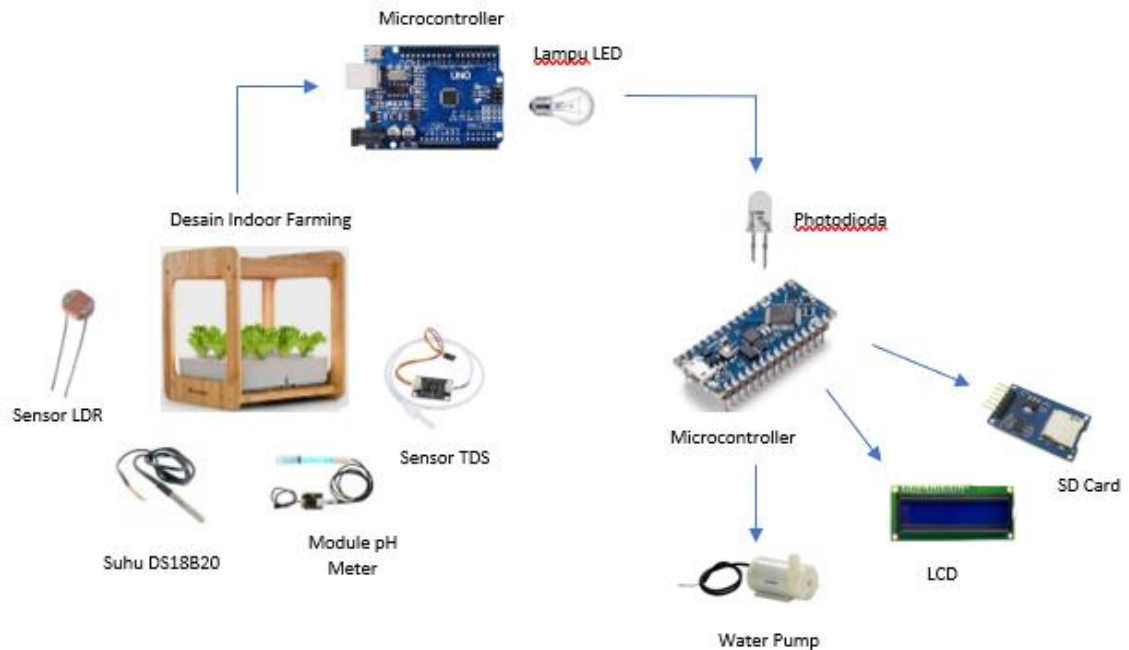 Microcontroller
UNO
Lampu LED
Desain Indoor Farming
Photodioda
Sensor LDR
Sensor TDS
Microcontroller
SD Card
Suhu DS18B20
Module pH
Meter
LCD
Water Pump